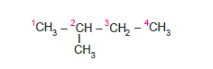 ¹CH₃ – ²CH – ³CH₂ – ⁴CH₃
CH₃